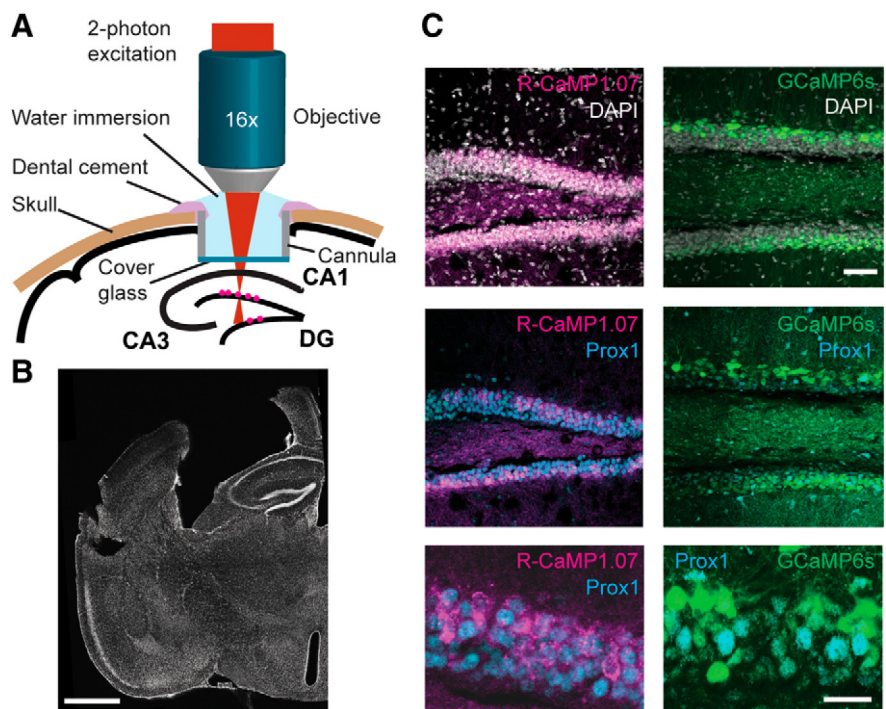 A
2-photon
excitation
Water immersion
16x
Objective
Dental cement
Skull
Cannula
Cover
glass
CA1
CA3
DG
B
C
R-CaMP1.07
DAPI
GCaMP6s
DAPI
R-CaMP1.07
Prox1
GCaMP6s
Prox1
R-CaMP1.07
Prox1
Prox1
GCaMP6s